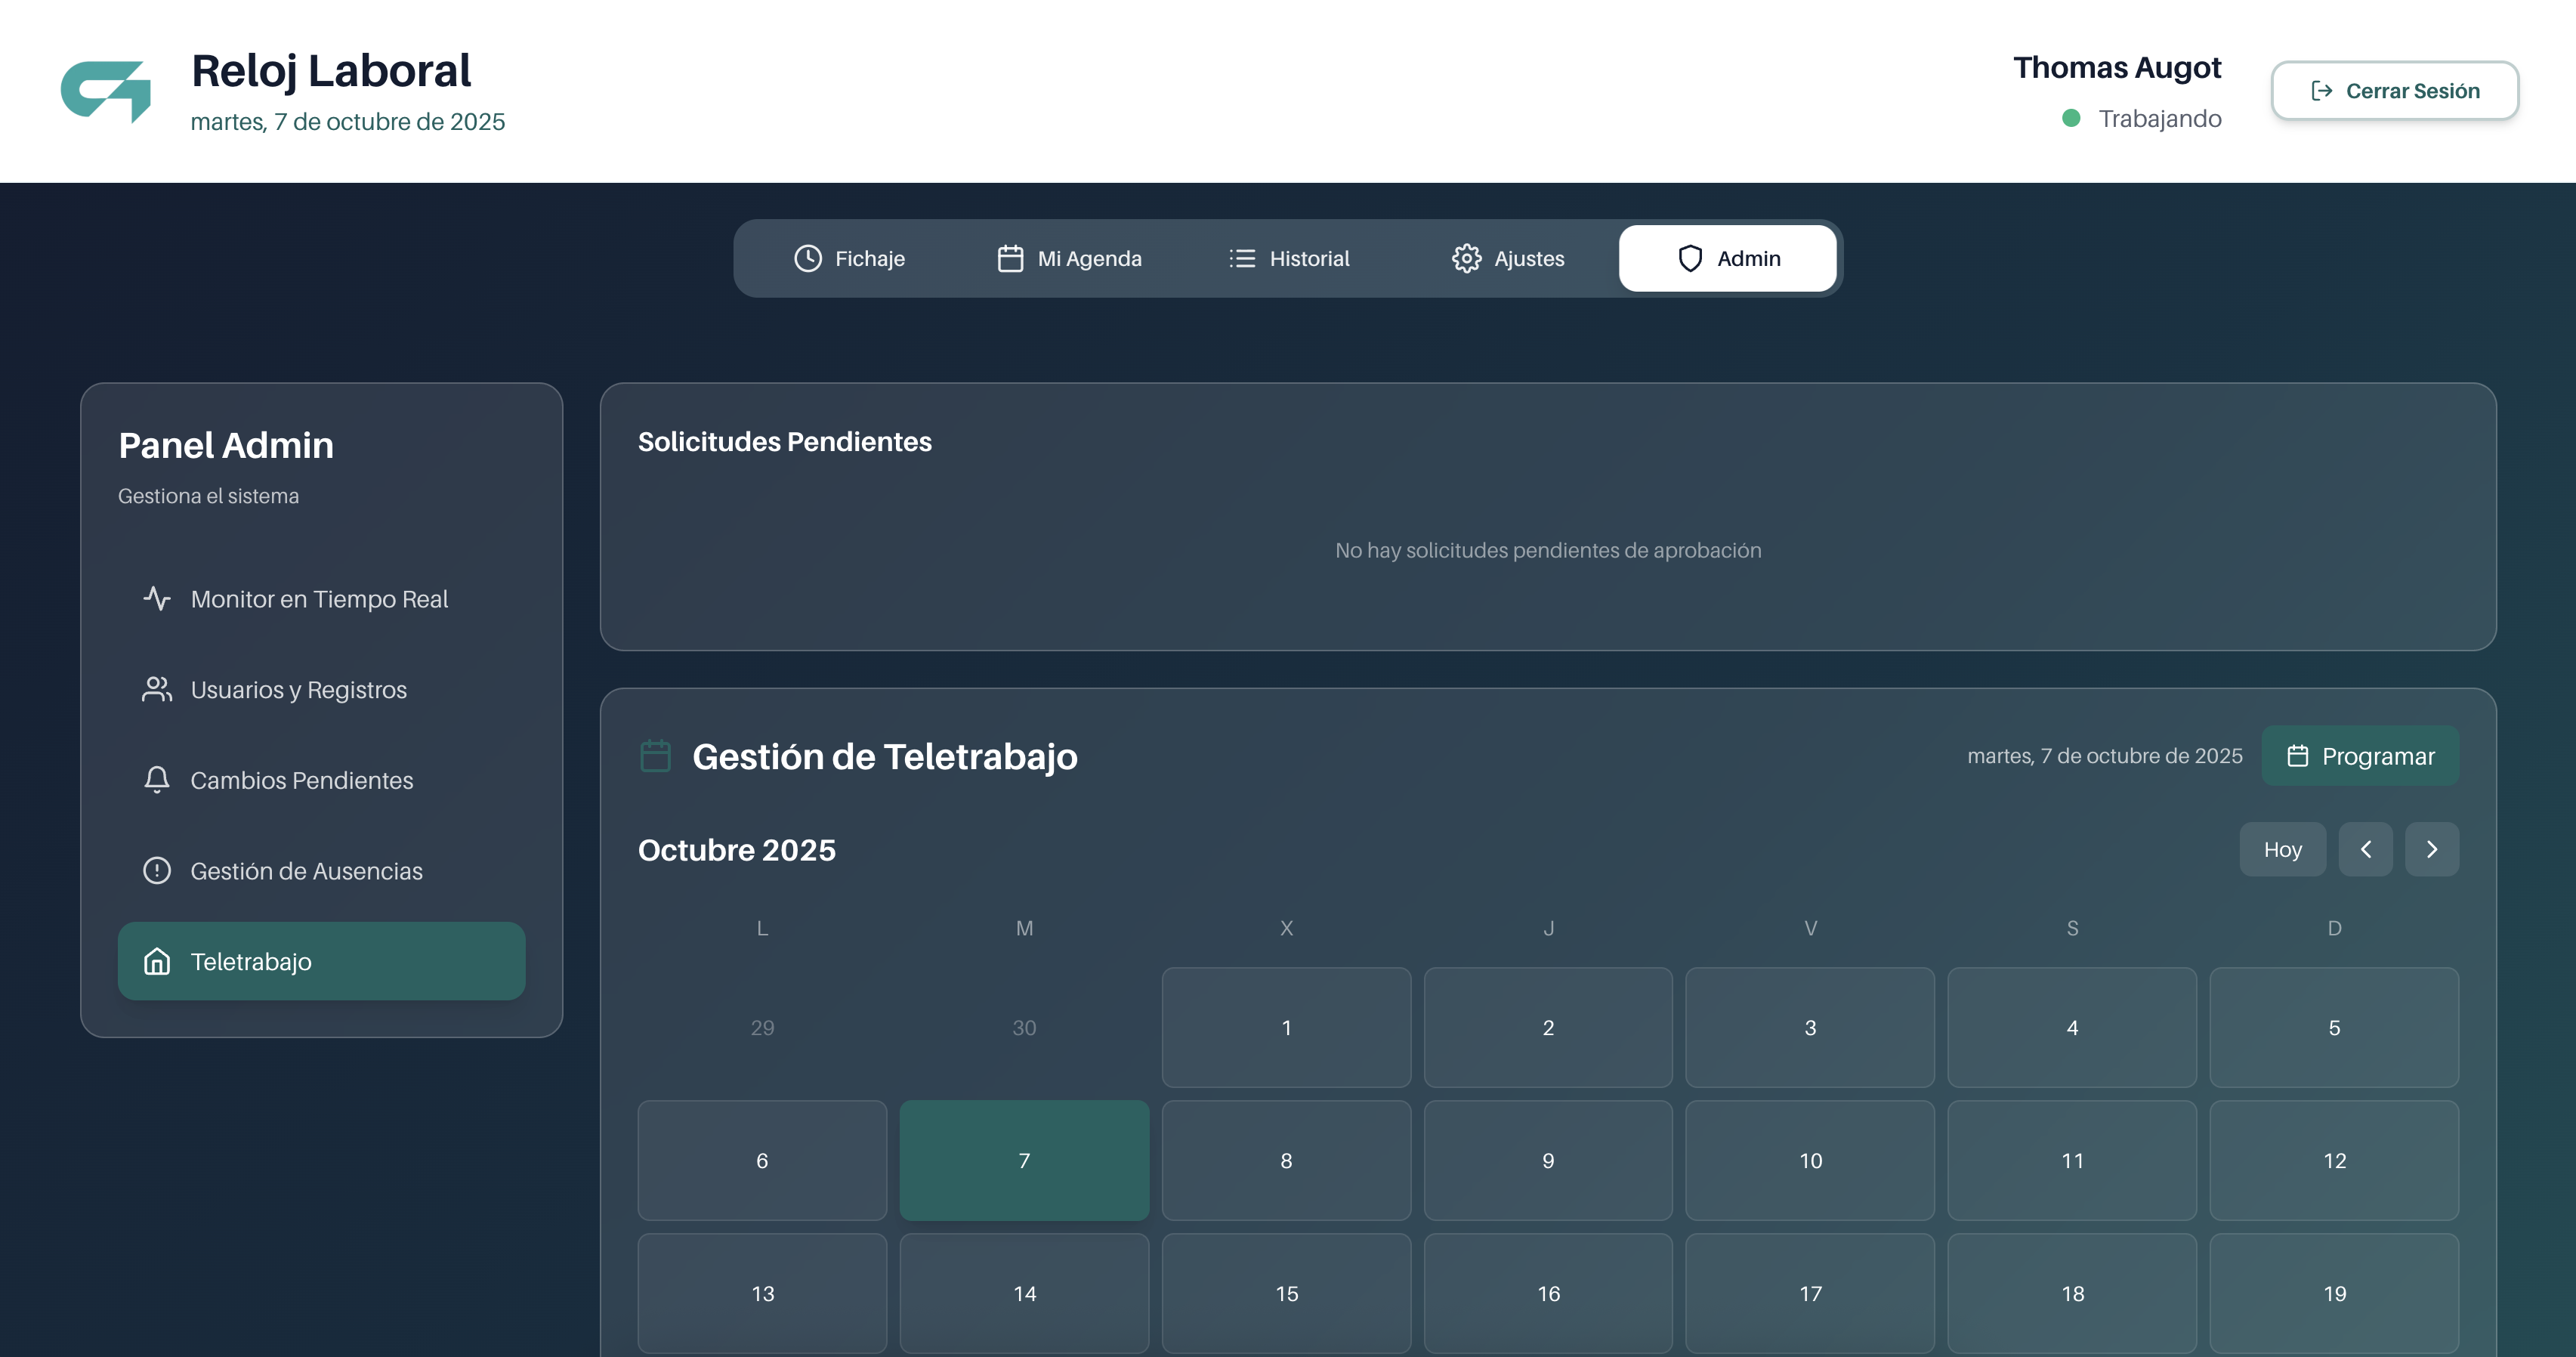 Reloj Laboral
martes, 7 de octubre de 2025
Thomas Augot
Trabajando
Cerrar Sesión
Fichaje
Mi Agenda
Historial
Ajustes
Admin
Panel Admin
Gestiona el sistema
Monitor en Tiempo Real
Usuarios y Registros
Cambios Pendientes
Gestión de Ausencias
Teletrabajo
Solicitudes Pendientes
No hay solicitudes pendientes de aprobación
Gestión de Teletrabajo
martes, 7 de octubre de 2025
Programar
Octubre 2025
Hoy
L M X J V S D
29 30 1 2 3 4 5
6 7 8 9 10 11 12
13 14 15 16 17 18 19